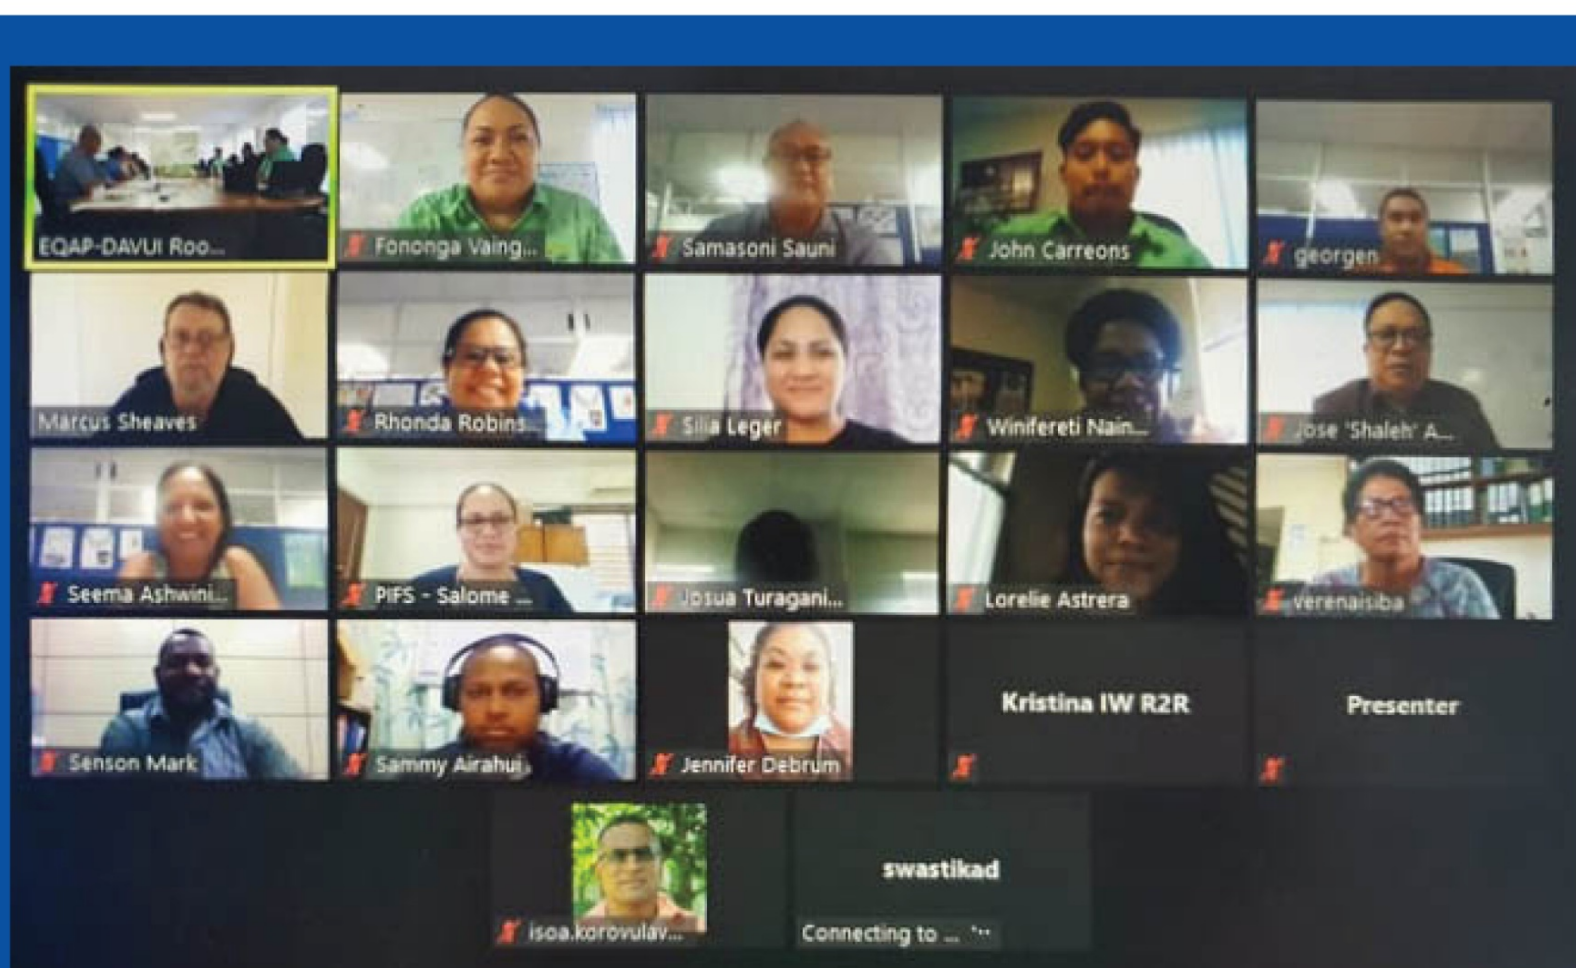 EQAP-DAVUI Roo...
Fononga Vaing...
Samasoni Sauni
John Carreons
georgen
Marcus Sheaves
Rhonda Robins...
Silia Leger
Winifereti Nain...
Jose 'Shaleh' A...
Seema Ashwini...
PIFS - Salome ...
Josua Turagani...
Lorelie Astrera
verenaisiba
Senson Mark
Sammy Airahui
Jennifer Debrum
Kristina IW R2R
Presenter
isoa.korovulav...
swastikad
Connecting to ...